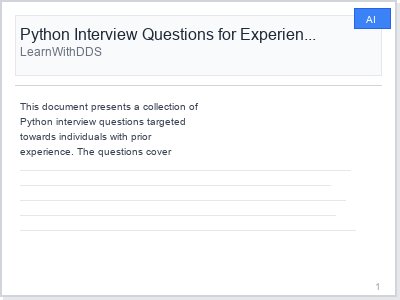 AI
Python Interview Questions for Experien...
LearnWithDDS
This document presents a collection of
Python interview questions targeted
towards individuals with prior
experience. The questions cover
1